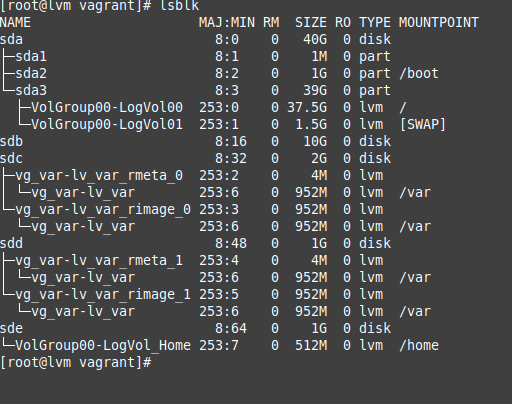 [root@lvm vagrant]# lsblk
NAME                         MAJ:MIN RM  SIZE RO TYPE MOUNTPOINT
sda                            8:0    0   40G  0 disk
├─sda1                         8:1    0    1M  0 part
├─sda2                         8:2    0    1G  0 part /boot
└─sda3                         8:3    0   39G  0 part
  ├─VolGroup00-LogVol00      253:0    0 37.5G  0 lvm  /
  └─VolGroup00-LogVol01      253:1    0  1.5G  0 lvm  [SWAP]
sdb                            8:16   0   10G  0 disk
sdc                            8:32   0    2G  0 disk
├─vg_var-lv_var_rmeta_0      253:2    0    4M  0 lvm
│ └─vg_var-lv_var            253:6    0  952M  0 lvm  /var
└─vg_var-lv_var_rimage_0     253:3    0  952M  0 lvm
  └─vg_var-lv_var            253:6    0  952M  0 lvm  /var
sdd                            8:48   0    1G  0 disk
├─vg_var-lv_var_rmeta_1      253:4    0    4M  0 lvm
│ └─vg_var-lv_var            253:6    0  952M  0 lvm  /var
└─vg_var-lv_var_rimage_1     253:5    0  952M  0 lvm
  └─vg_var-lv_var            253:6    0  952M  0 lvm  /var
sde                            8:64   0    1G  0 disk
└─VolGroup00-LogVol_Home     253:7    0  512M  0 lvm  /home
[root@lvm vagrant]#